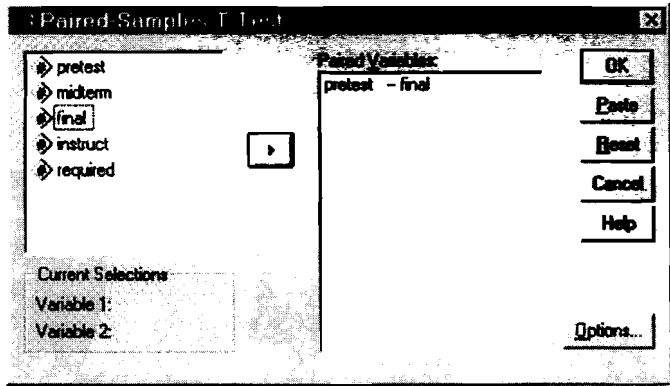 Paired-Samples T Test
pretest
midterm
final
instruct
required
Current Selections
Variable 1:
Variable 2:
Paired Variables:
pretest – final
OK
Paste
Reset
Cancel
Help
Options...